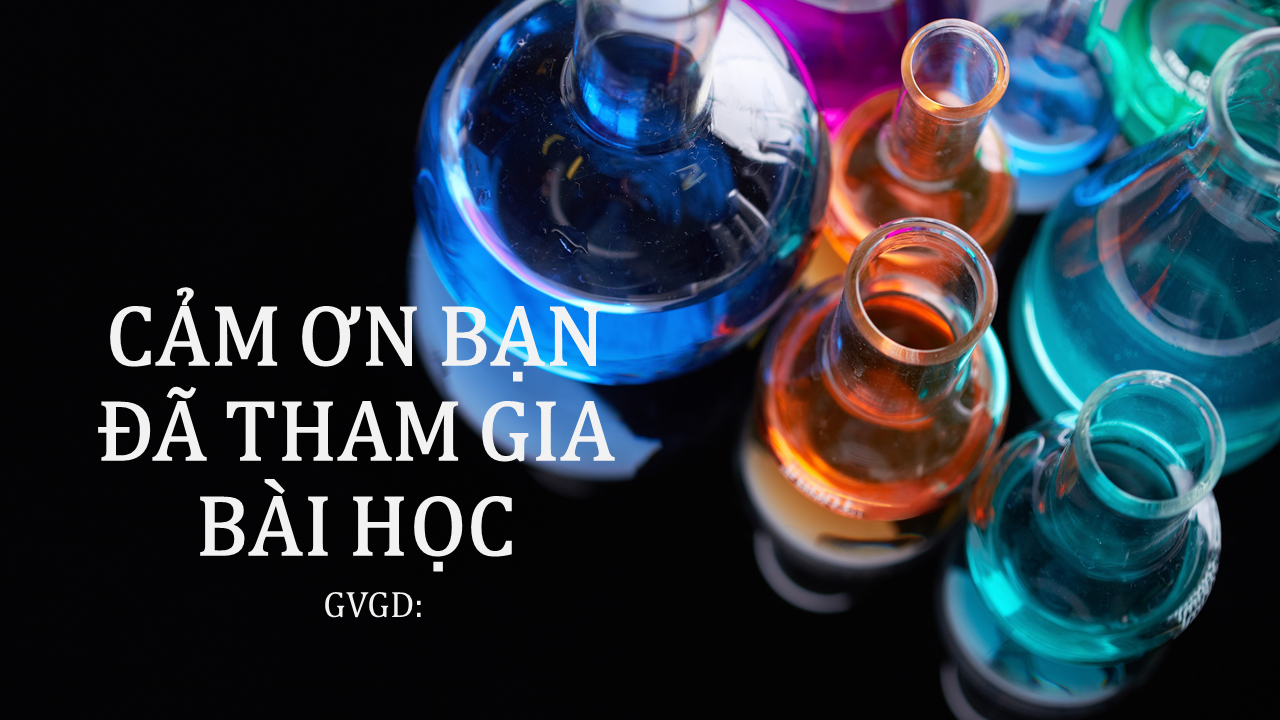 CẢM ƠN BẠN
ĐÃ THAM GIA
BÀI HỌC
GVGD: